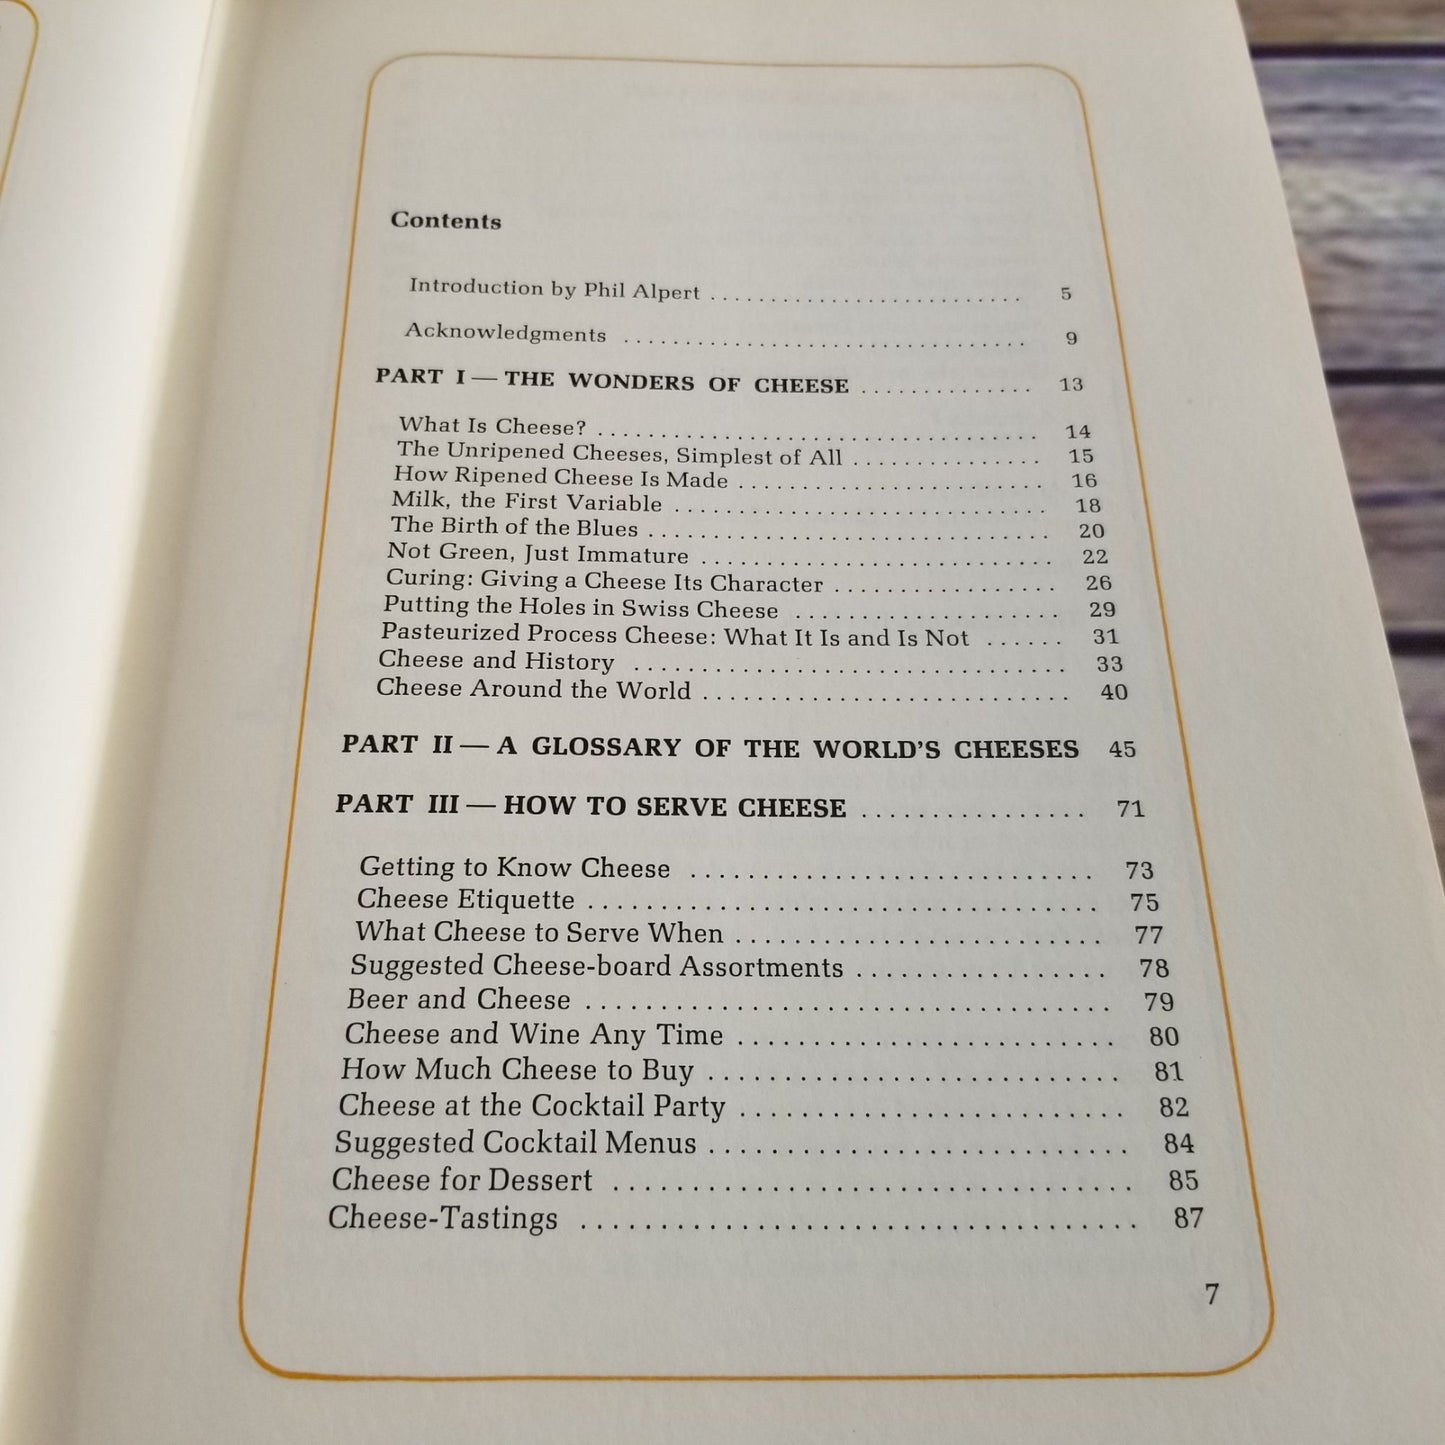 Contents
Introduction by Phil Alpert ........................ 5
Acknowledgments ................................. 9
PART I — THE WONDERS OF CHEESE .............. 13
What Is Cheese? .................................... 14
The Unripened Cheeses, Simplest of All ............... 15
How Ripened Cheese Is Made ........................ 16
Milk, the First Variable .............................. 18
The Birth of the Blues ................................ 20
Not Green, Just Immature ............................ 22
Curing: Giving a Cheese Its Character .................. 26
Putting the Holes in Swiss Cheese ..................... 29
Pasteurized Process Cheese: What It Is and Is Not ...... 31
Cheese and History .................................. 33
Cheese Around the World ............................. 40
PART II — A GLOSSARY OF THE WORLD'S CHEESES 45
PART III — HOW TO SERVE CHEESE ................ 71
Getting to Know Cheese ............................ 73
Cheese Etiquette ................................... 75
What Cheese to Serve When ......................... 77
Suggested Cheese-board Assortments ................. 78
Beer and Cheese ................................... 79
Cheese and Wine Any Time ......................... 80
How Much Cheese to Buy ........................... 81
Cheese at the Cocktail Party ......................... 82
Suggested Cocktail Menus ........................... 84
Cheese for Dessert ................................. 85
Cheese-Tastings ................................... 87
7